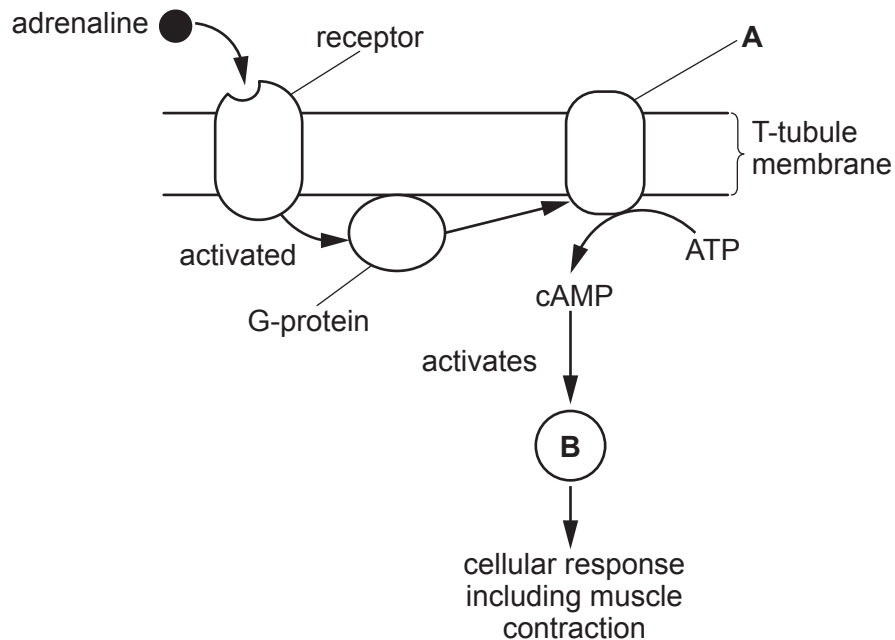 adrenaline
receptor
A
T-tubule
membrane
activated
ATP
G-protein
cAMP
activates
B
cellular response
including muscle
contraction